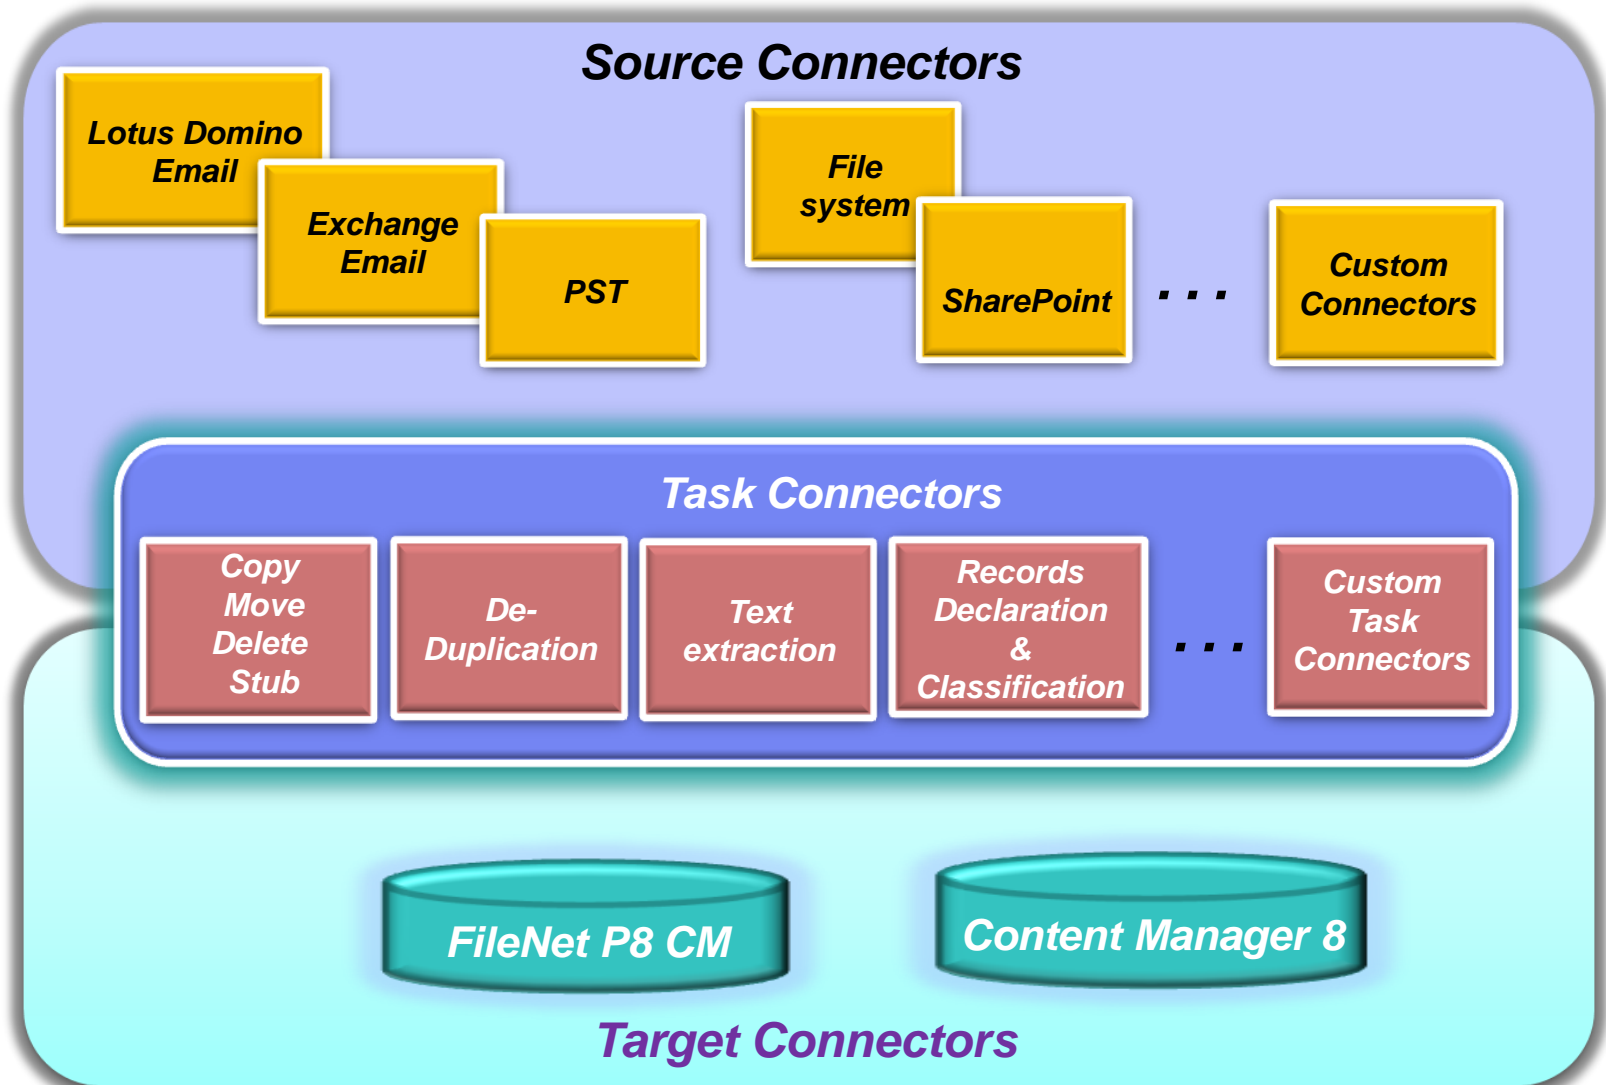 Source Connectors
Lotus Domino
Email
Exchange
Email
PST
File
system
SharePoint
. . .
Custom
Connectors
Task Connectors
Copy
Move
Delete
Stub
De-
Duplication
Text
extraction
Records
Declaration
&
Classification
. . .
Custom
Task
Connectors
FileNet P8 CM
Content Manager 8
Target Connectors